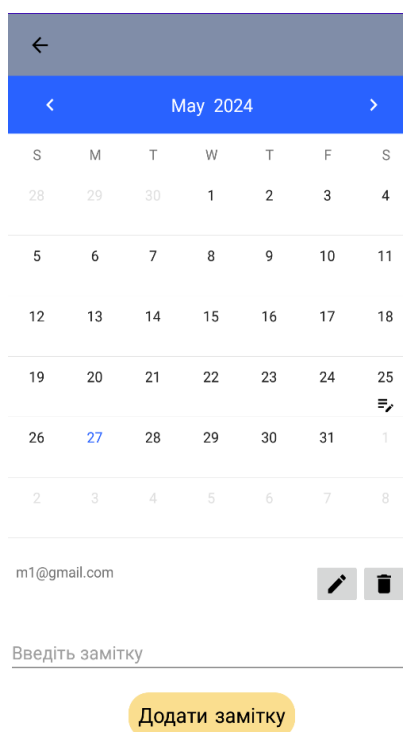 May 2024
S M T W T F S
28 29 30 1 2 3 4
5 6 7 8 9 10 11
12 13 14 15 16 17 18
19 20 21 22 23 24 25
26 27 28 29 30 31 1
2 3 4 5 6 7 8
m1@gmail.com
Введіть замітку
Додати замітку